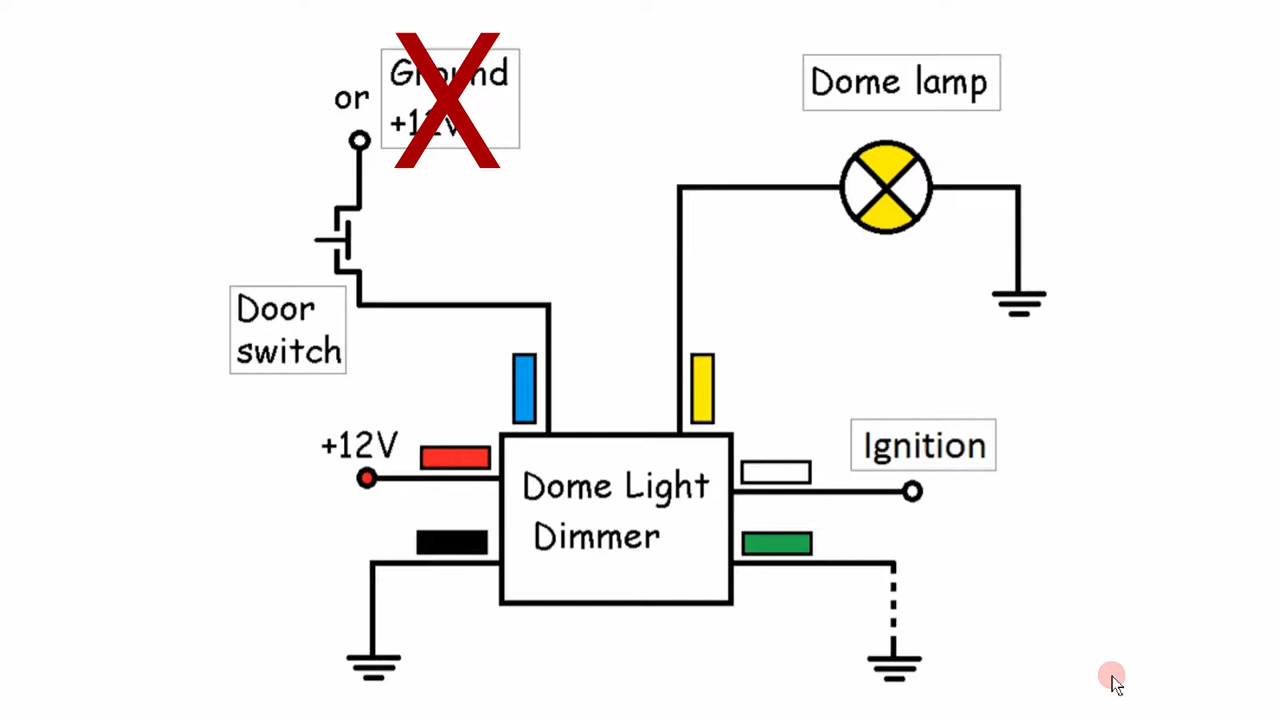 or
Ground
+12V
Dome lamp
Door
switch
+12V
Ignition
Dome Light
Dimmer